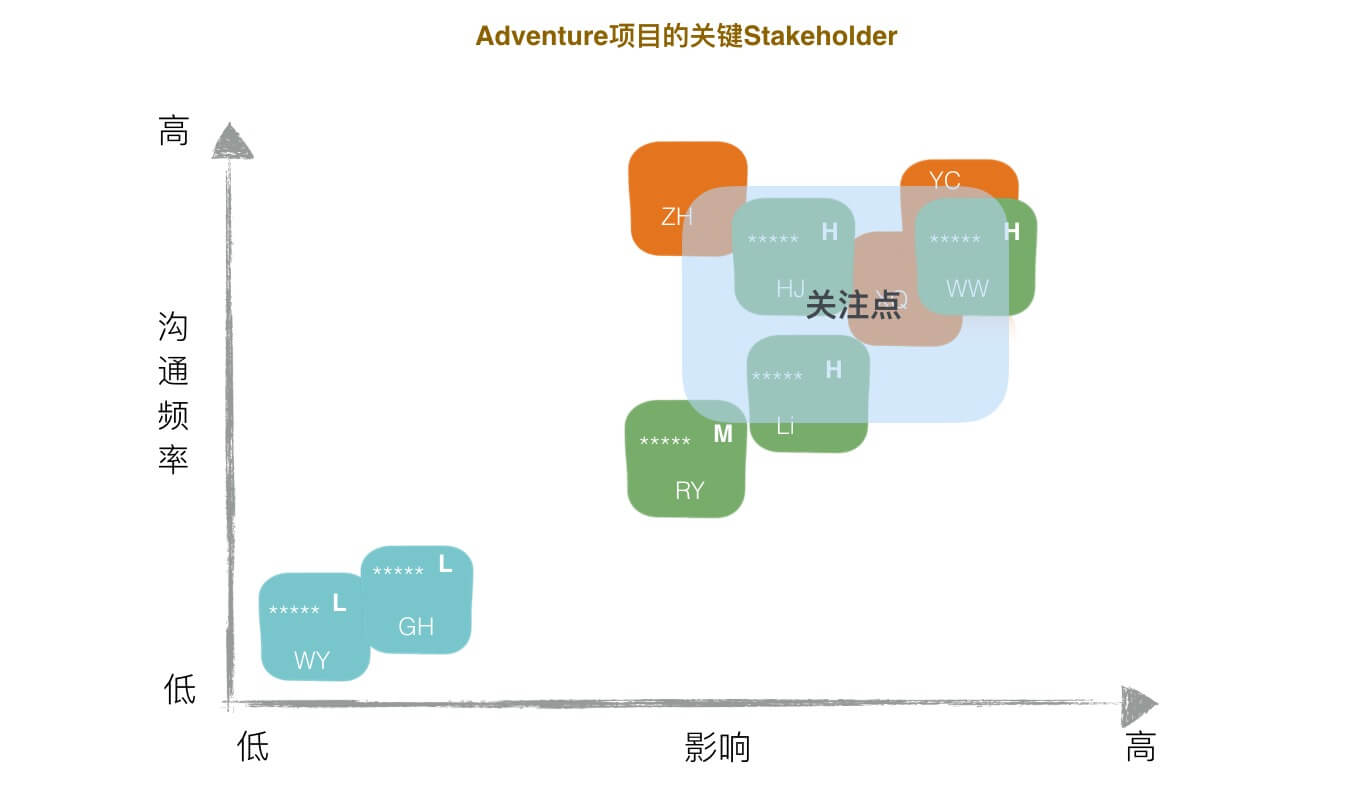 Adventure项目的关键Stakeholder
高
沟
通
频
率
低
ZH
YC
***** H
HJ
***** H
WW
关注点
***** H
Li
***** M
RY
***** L
GH
***** L
WY
低
影响
高